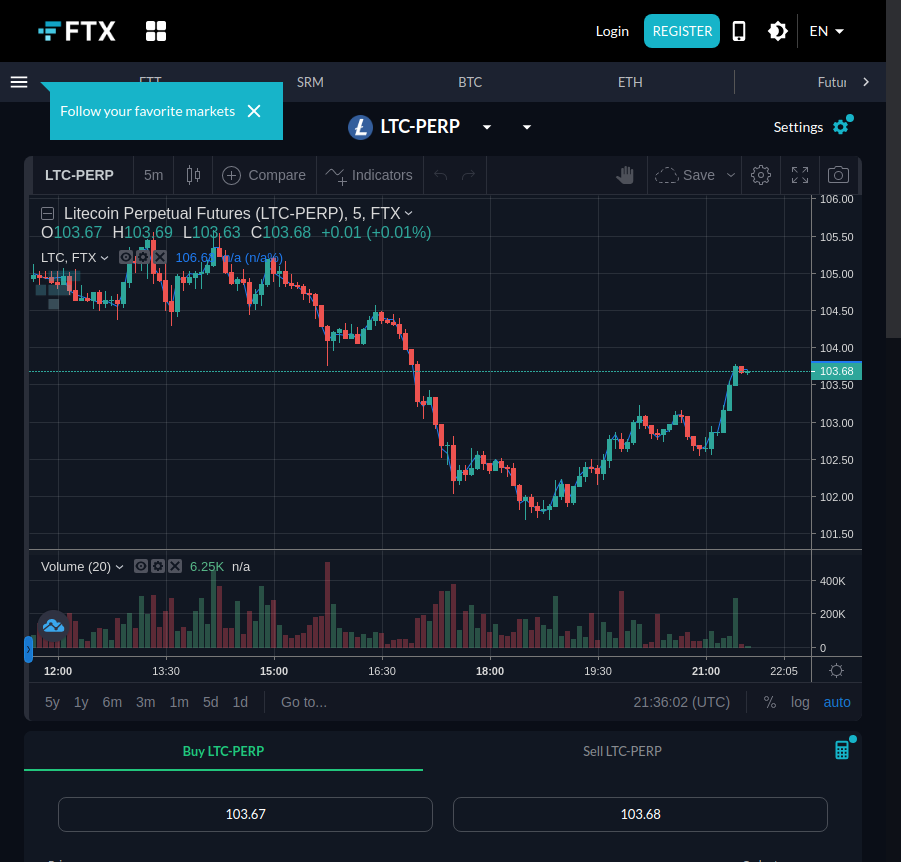 FTX
Login
REGISTER
EN
FTT
SRM
BTC
ETH
Futur
Follow your favorite markets
LTC-PERP
Settings
LTC-PERP
5m
Compare
Indicators
Save
Litecoin Perpetual Futures (LTC-PERP), 5, FTX
O103.67 H103.69 L103.63 C103.68 +0.01 (+0.01%)
LTC, FTX
n/a (n/a%)
106.00
105.50
105.00
104.50
104.00
103.68
103.50
103.00
102.50
102.00
101.50
Volume (20)
6.25K n/a
400K
200K
0
12:00
13:30
15:00
16:30
18:00
19:30
21:00
22:05
5y 1y 6m 3m 1m 5d 1d
Go to...
21:36:02 (UTC)
%
log
auto
Buy LTC-PERP
Sell LTC-PERP
103.67
103.68